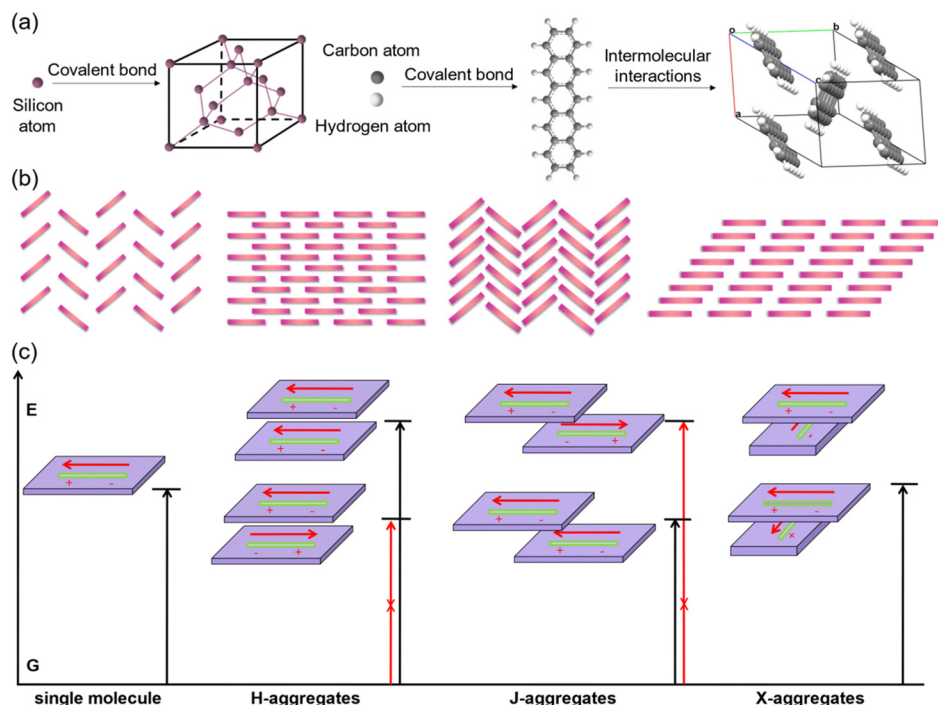 (a)
Silicon
atom
Covalent bond
Carbon atom
Hydrogen atom
Covalent bond
Intermolecular
interactions
o
b
c
a
(b)
(c)
E
+ -
+ -
+ -
+ -
- +
+ -
- +
+ -
+ -
+ -
+ -
G
single molecule
H-aggregates
J-aggregates
X-aggregates